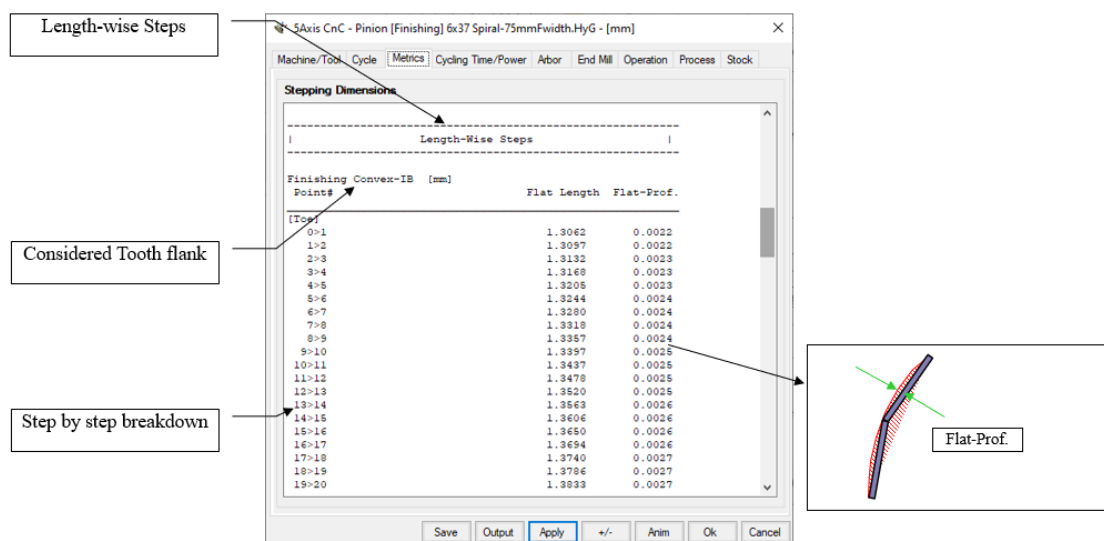 Length-wise Steps
5Axis CnC - Pinion [Finishing] 6x37 Spiral-75mmFwidth.HyG - [mm]
Machine/Tool Cycle Metrics Cycling Time/Power Arbor End Mill Operation Process Stock
Stepping Dimensions
| Length-Wise Steps |
Finishing Convex-IB [mm]
Point# Flat Length Flat-Prof.
[Toe]
0>1 1.3062 0.0022
1>2 1.3097 0.0022
2>3 1.3132 0.0023
3>4 1.3168 0.0023
4>5 1.3205 0.0023
5>6 1.3244 0.0024
6>7 1.3280 0.0024
7>8 1.3318 0.0024
8>9 1.3357 0.0024
9>10 1.3397 0.0025
10>11 1.3437 0.0025
11>12 1.3478 0.0025
12>13 1.3520 0.0025
13>14 1.3563 0.0026
14>15 1.3606 0.0026
15>16 1.3650 0.0026
16>17 1.3694 0.0026
17>18 1.3740 0.0027
18>19 1.3786 0.0027
19>20 1.3833 0.0027
Considered Tooth flank
Step by step breakdown
Flat-Prof.
Save Output Apply +/- Anim Ok Cancel